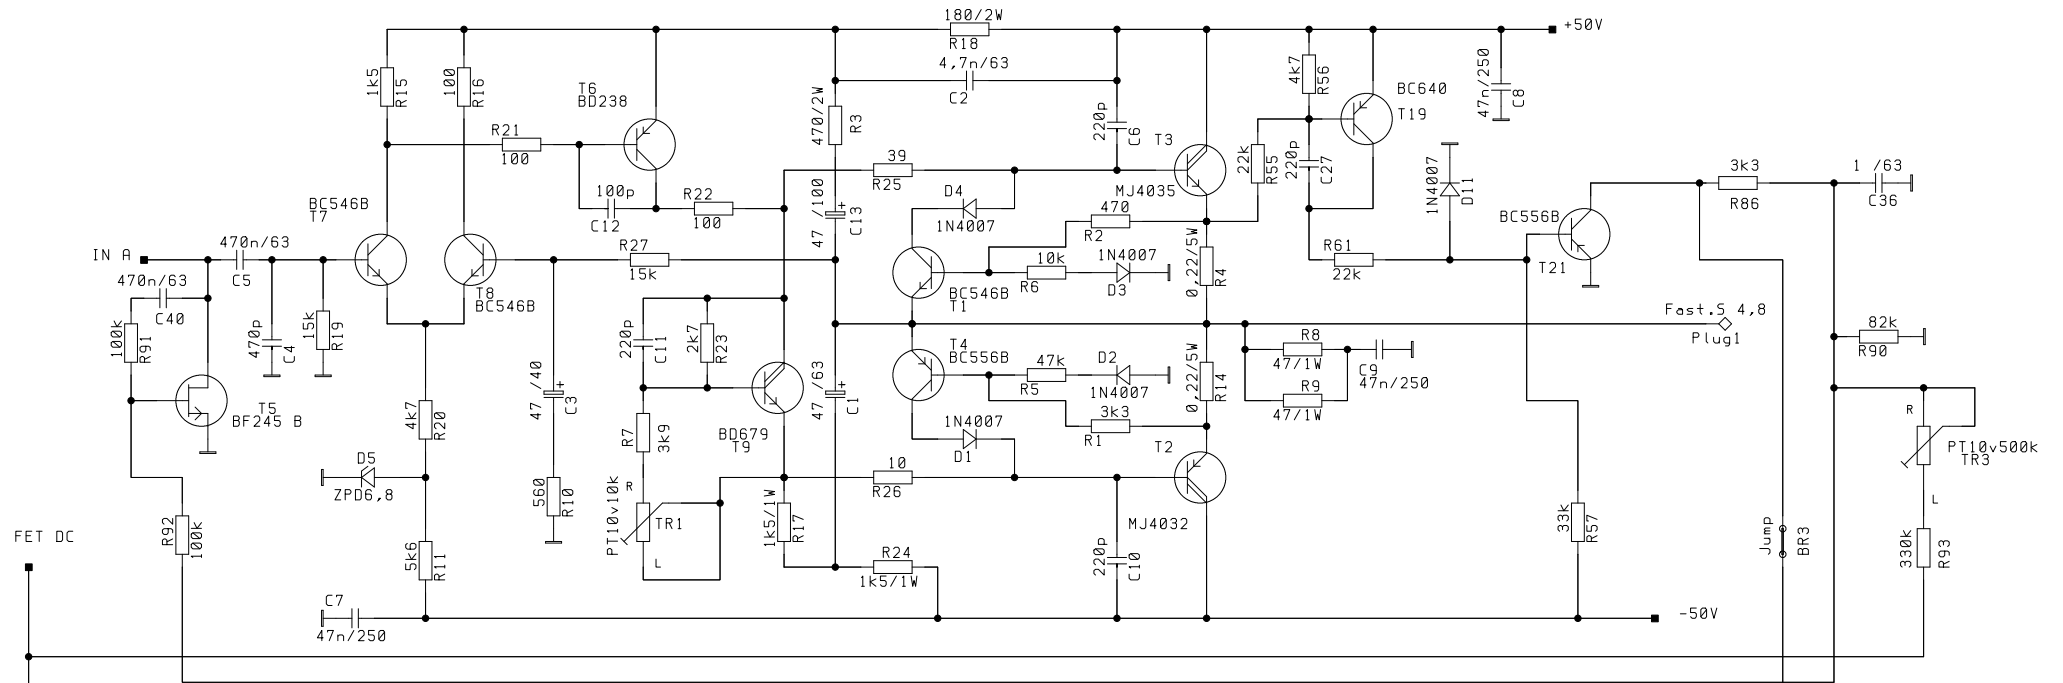 180/2W
R18
+50V
4,7n/63
C2
1k5
R15
100
R16
T6
BD238
470/2W
R3
220p
C6
T3
4k7
R56
BC640
T19
47n/250
C8
R21
100
39
R25
22k
R55
220p
C27
1N4007
D11
3k3
R86
1 /63
C36
100p
C12
R22
100
47 /100
+
C13
D4
1N4007
MJ4035
470
R2
BC546B
T7
BC556B
T21
IN A
470n/63
C5
R27
15k
10k
R6
1N4007
D3
0,22/5W
R4
R61
22k
470n/63
C40
T8
BC546B
BC546B
T1
Fast.S 4,8
Plug1
100k
R91
470p
C4
15k
R19
220p
C11
2k7
R23
T4
BC556B
47k
R5
D2
1N4007
R8
47/1W
C9
47n/250
R9
47/1W
82k
R90
0,22/5W
R14
T5
BF245 B
4k7
R20
47 /40
+
C3
R7
3k9
BD679
T9
47 /63
+
C1
1N4007
D1
3k3
R1
T2
R
PT10v500k
TR3
L
D5
ZPD6,8
560
R10
R
PT10v10k
TR1
L
1k5/1W
R17
10
R26
MJ4032
33k
R57
Jump
BR3
330k
R93
FET DC
R92
100k
5k6
R11
R24
1k5/1W
220p
C10
C7
47n/250
-50V